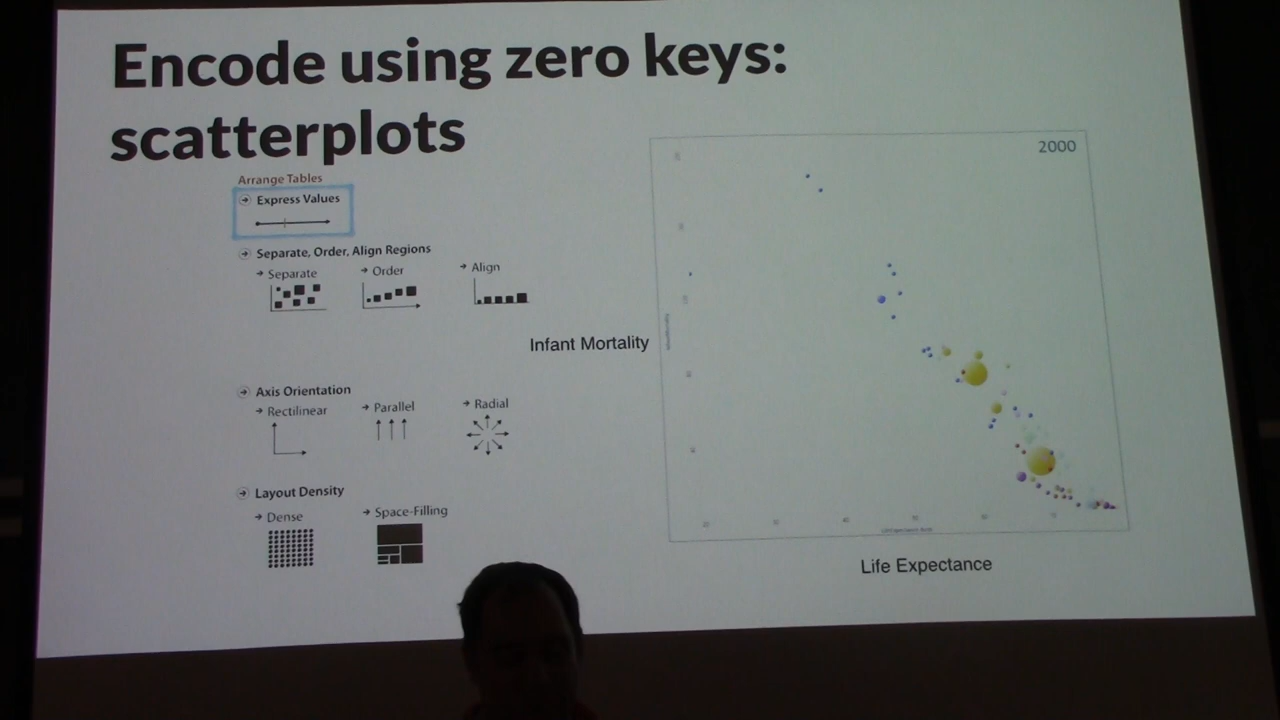 Encode using zero keys:
scatterplots
Arrange Tables
Express Values
Separate, Order, Align Regions
Separate
Order
Align
Axis Orientation
Rectilinear
Parallel
Radial
Layout Density
Dense
Space-Filling
2000
Infant Mortality
Life Expectance